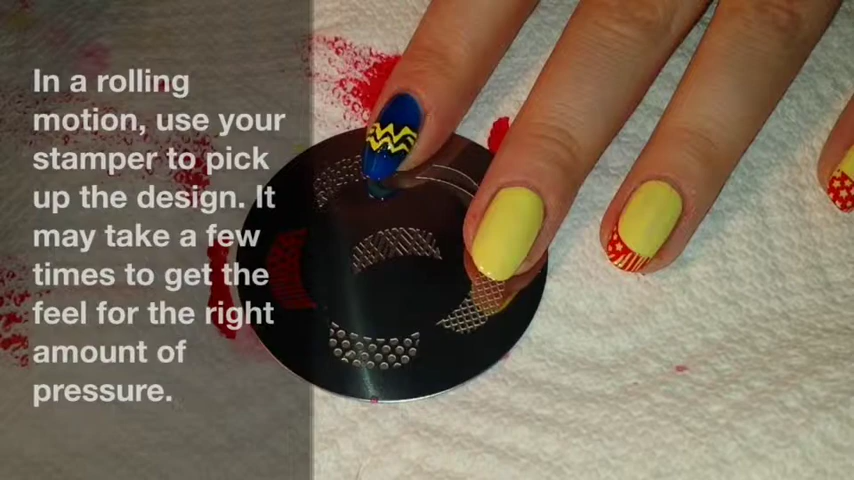 In a rolling
motion, use your
stamper to pick
up the design. It
may take a few
times to get the
feel for the right
amount of
pressure.